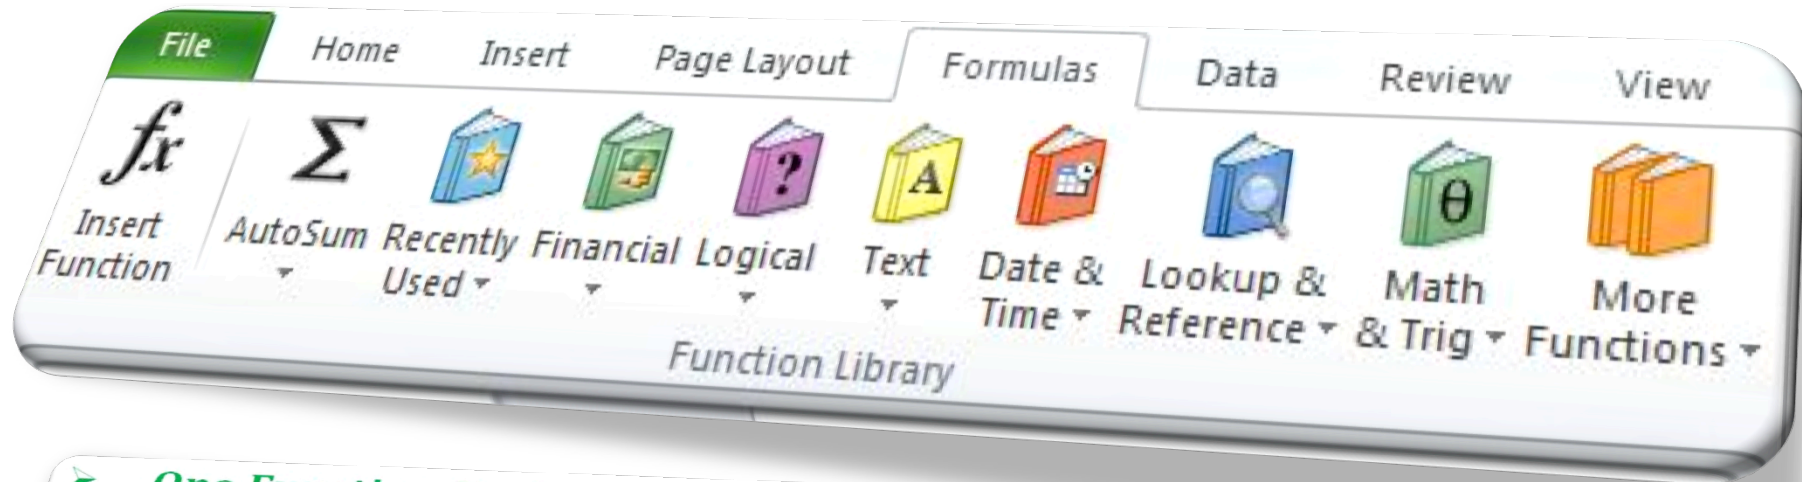 File Home Insert Page Layout Formulas Data Review View
Insert Function
AutoSum
Recently Used
Financial
Logical
Text
Date & Time
Lookup & Reference
Math & Trig
More Functions
Function Library